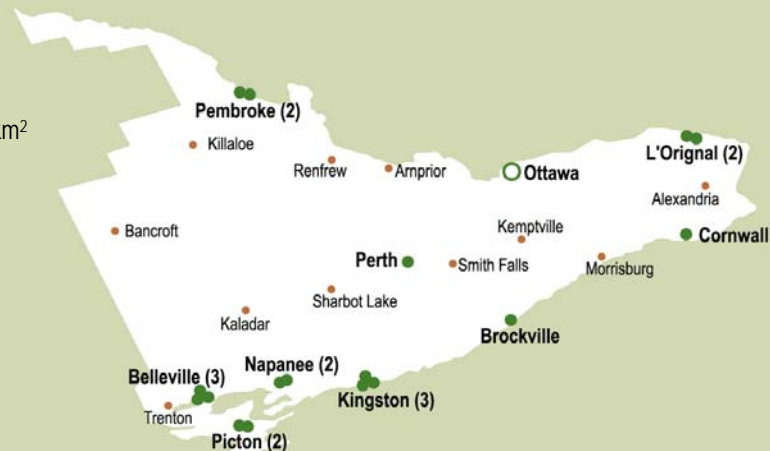 Pembroke (2)
km²
Killaloe
L'Orignal (2)
Renfrew
Arnprior
Ottawa
Alexandria
Bancroft
Kemptville
Cornwall
Perth
Smith Falls
Morrisburg
Sharbot Lake
Kaladar
Brockville
Napanee (2)
Belleville (3)
Kingston (3)
Trenton
Picton (2)